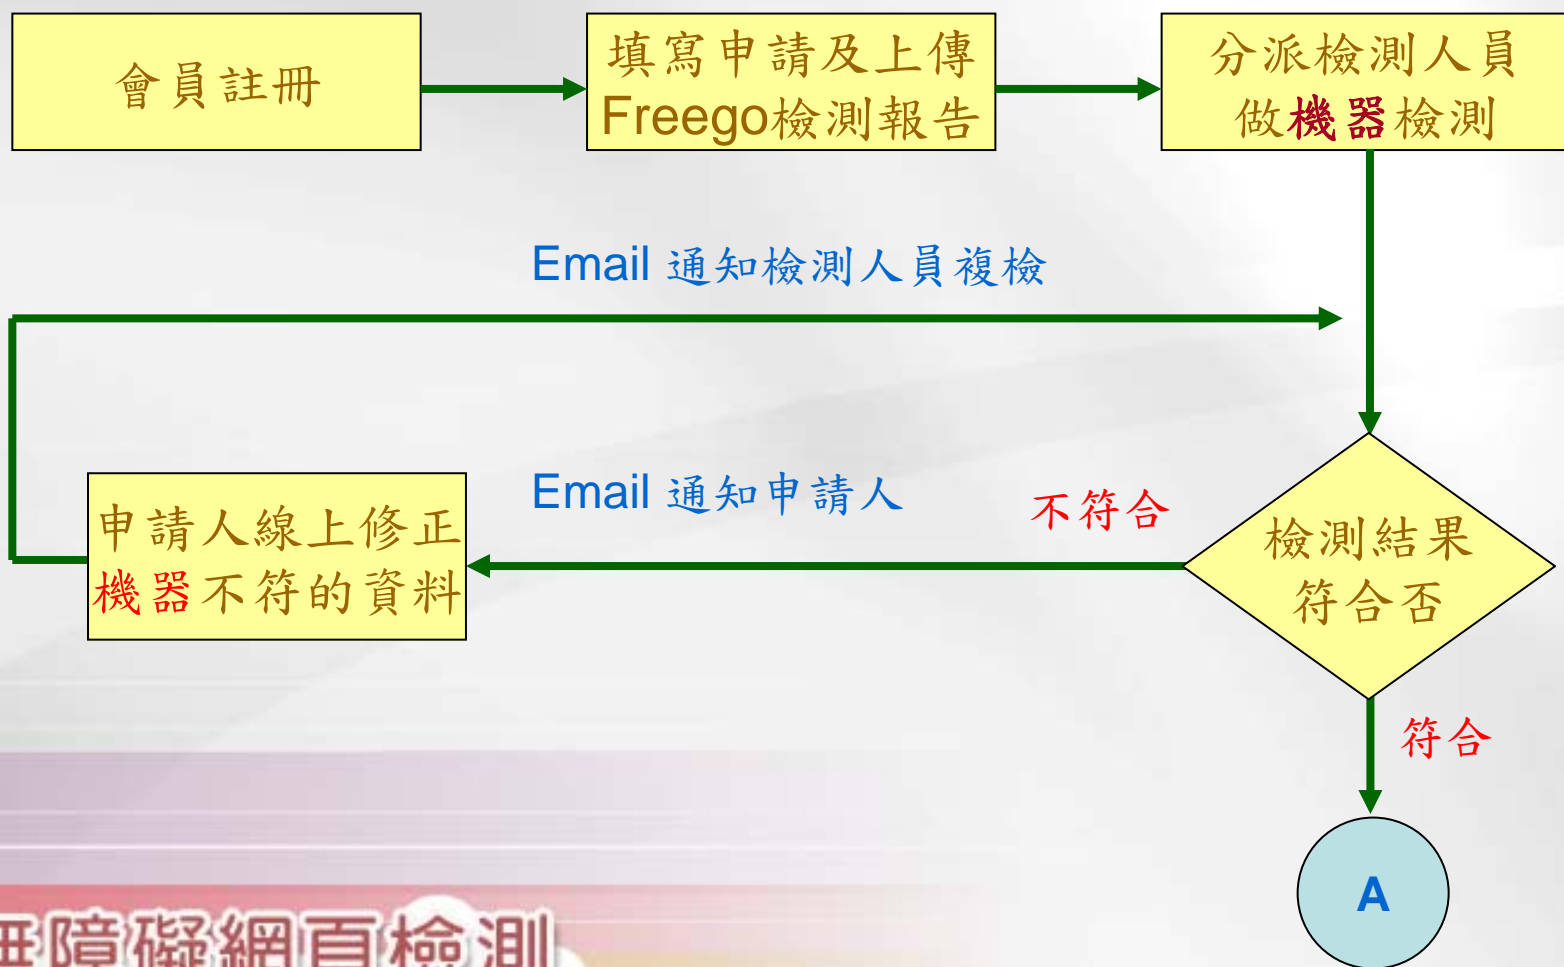 會員註冊
填寫申請及上傳
Freego檢測報告
分派檢測人員
做機器檢測
Email 通知檢測人員複檢
申請人線上修正
機器不符的資料
Email 通知申請人
不符合
檢測結果
符合否
符合
A
無障礙網頁檢測